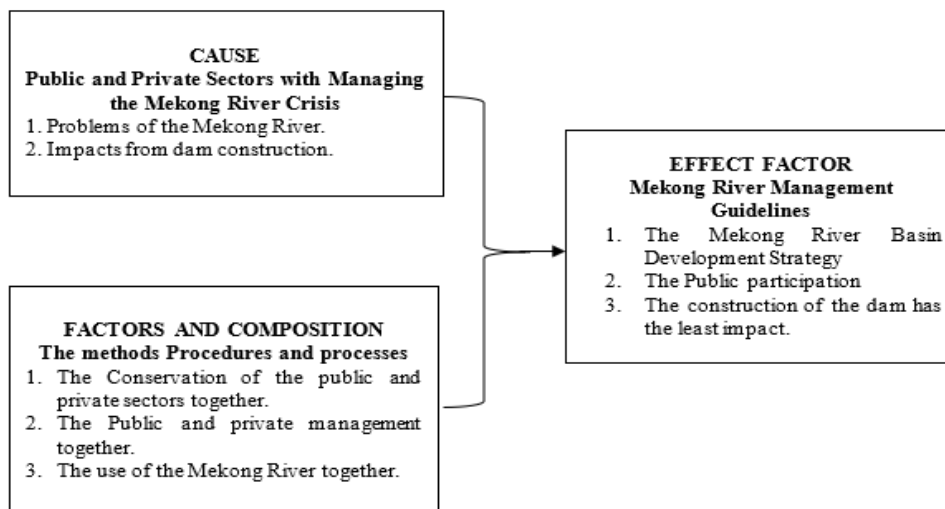 CAUSE
Public and Private Sectors with Managing
the Mekong River Crisis
1. Problems of the Mekong River.
2. Impacts from dam construction.
FACTORS AND COMPOSITION
The methods Procedures and processes
1. The Conservation of the public and
private sectors together.
2. The Public and private management
together.
3. The use of the Mekong River together.
EFFECT FACTOR
Mekong River Management
Guidelines
1. The Mekong River Basin
Development Strategy
2. The Public participation
3. The construction of the dam has
the least impact.